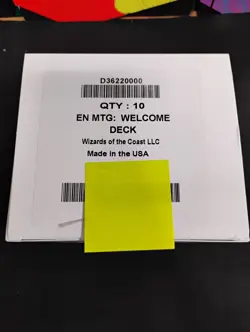 D36220000
QTY : 10
EN MTG: WELCOME
DECK
Wizards of the Coast LLC
Made in the USA